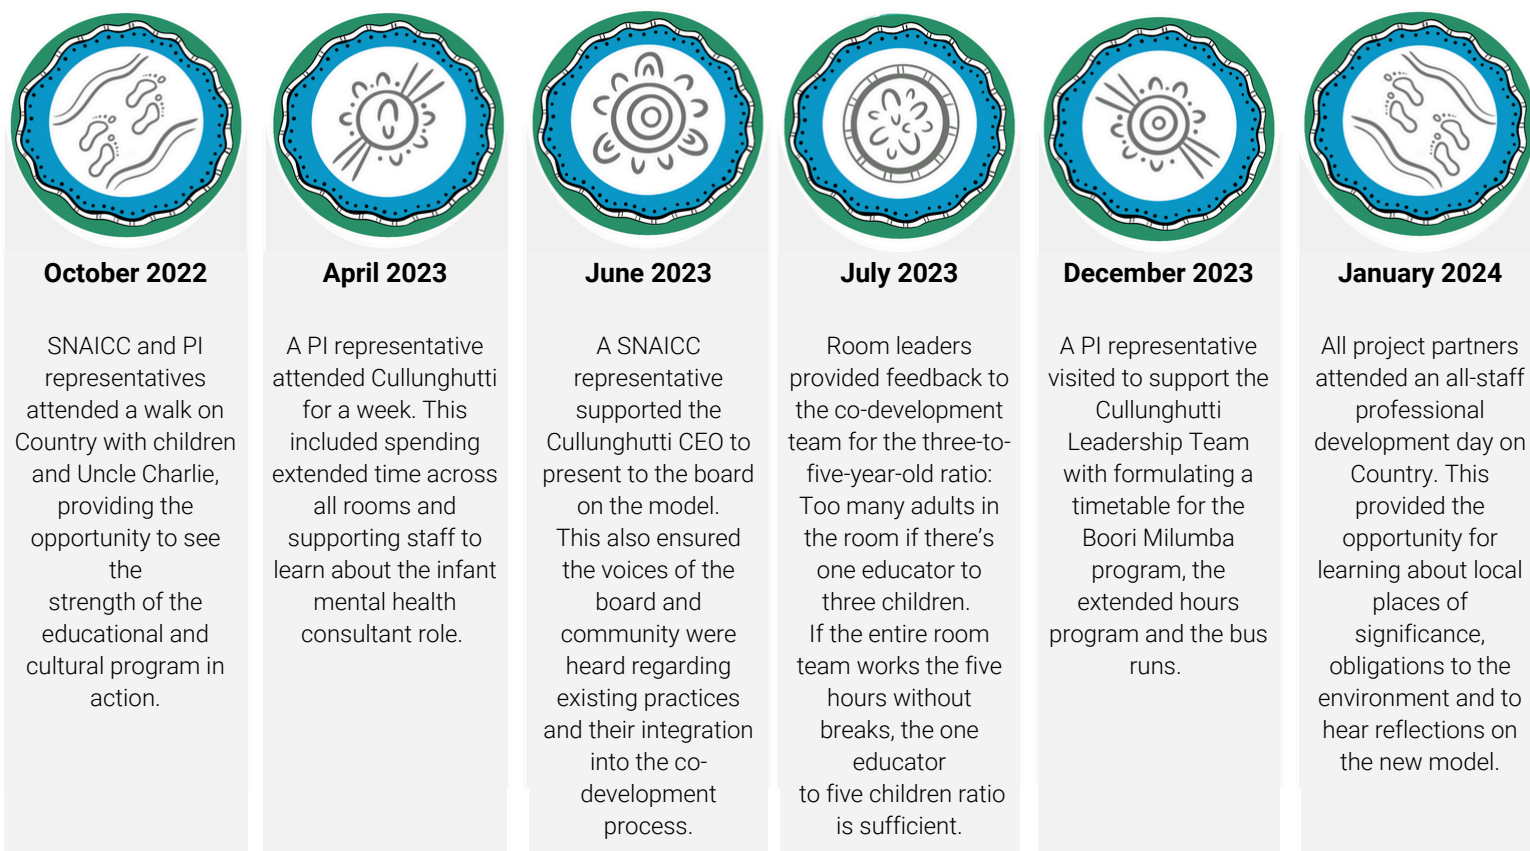 October 2022
SNAICC and PI
representatives
attended a walk on
Country with children
and Uncle Charlie,
providing the
opportunity to see
the
strength of the
educational and
cultural program in
action.
April 2023
A PI representative
attended Cullunghutti
for a week. This
included spending
extended time across
all rooms and
supporting staff to
learn about the infant
mental health
consultant role.
June 2023
A SNAICC
representative
supported the
Cullunghutti CEO to
present to the board
on the model.
This also ensured
the voices of the
board and
community were
heard regarding
existing practices
and their integration
into the co-
development
process.
July 2023
Room leaders
provided feedback to
the co-development
team for the three-to-
five-year-old ratio:
Too many adults in
the room if there’s
one educator to
three children.
If the entire room
team works the five
hours without
breaks, the one
educator
to five children ratio
is sufficient.
December 2023
A PI representative
visited to support the
Cullunghutti
Leadership Team
with formulating a
timetable for the
Boori Milumba
program, the
extended hours
program and the bus
runs.
January 2024
All project partners
attended an all-staff
professional
development day on
Country. This
provided the
opportunity for
learning about local
places of
significance,
obligations to the
environment and to
hear reflections on
the new model.